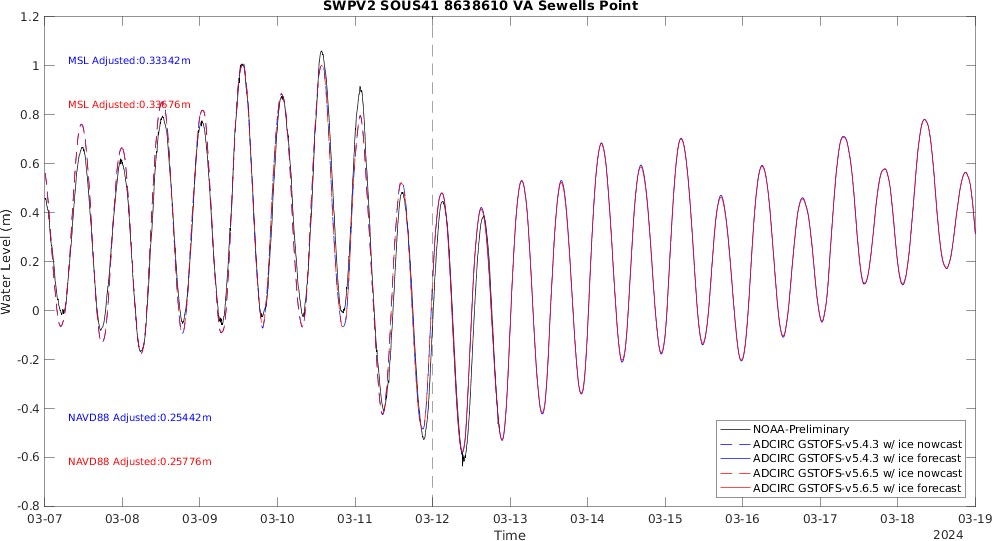 SWPV2 SOUS41 8638610 VA Sewells Point
1.2
1
0.8
0.6
0.4
0.2
0
-0.2
-0.4
-0.6
-0.8
Water Level (m)
MSL Adjusted:0.33342m
MSL Adjusted:0.33676m
NAVD88 Adjusted:0.25442m
NAVD88 Adjusted:0.25776m
NOAA-Preliminary
ADCIRC GSTOFS-v5.4.3 w/ ice nowcast
ADCIRC GSTOFS-v5.4.3 w/ ice forecast
ADCIRC GSTOFS-v5.6.5 w/ ice nowcast
ADCIRC GSTOFS-v5.6.5 w/ ice forecast
03-07 03-08 03-09 03-10 03-11 03-12 03-13 03-14 03-15 03-16 03-17 03-18 03-19
Time
2024